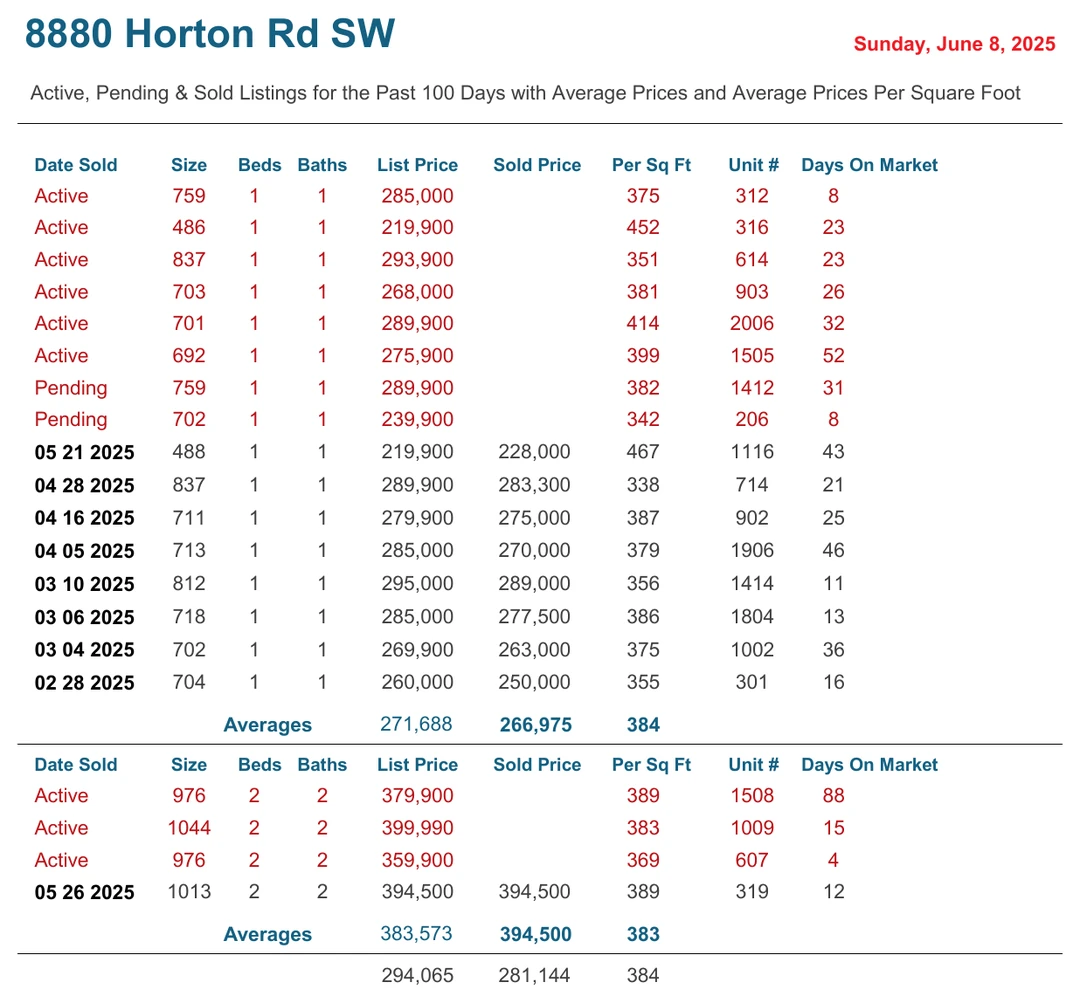 8880 Horton Rd SW
Sunday, June 8, 2025
Active, Pending & Sold Listings for the Past 100 Days with Average Prices and Average Prices Per Square Foot
Date Sold Size Beds Baths List Price Sold Price Per Sq Ft Unit # Days On Market
Active 759 1 1 285,000 375 312 8
Active 486 1 1 219,900 452 316 23
Active 837 1 1 293,900 351 614 23
Active 703 1 1 268,000 381 903 26
Active 701 1 1 289,900 414 2006 32
Active 692 1 1 275,900 399 1505 52
Pending 759 1 1 289,900 382 1412 31
Pending 702 1 1 239,900 342 206 8
05 21 2025 488 1 1 219,900 228,000 467 1116 43
04 28 2025 837 1 1 289,900 283,300 338 714 21
04 16 2025 711 1 1 279,900 275,000 387 902 25
04 05 2025 713 1 1 285,000 270,000 379 1906 46
03 10 2025 812 1 1 295,000 289,000 356 1414 11
03 06 2025 718 1 1 285,000 277,500 386 1804 13
03 04 2025 702 1 1 269,900 263,000 375 1002 36
02 28 2025 704 1 1 260,000 250,000 355 301 16
Averages 271,688 266,975 384
Date Sold Size Beds Baths List Price Sold Price Per Sq Ft Unit # Days On Market
Active 976 2 2 379,900 389 1508 88
Active 1044 2 2 399,990 383 1009 15
Active 976 2 2 359,900 369 607 4
05 26 2025 1013 2 2 394,500 394,500 389 319 12
Averages 383,573 394,500 383
294,065 281,144 384